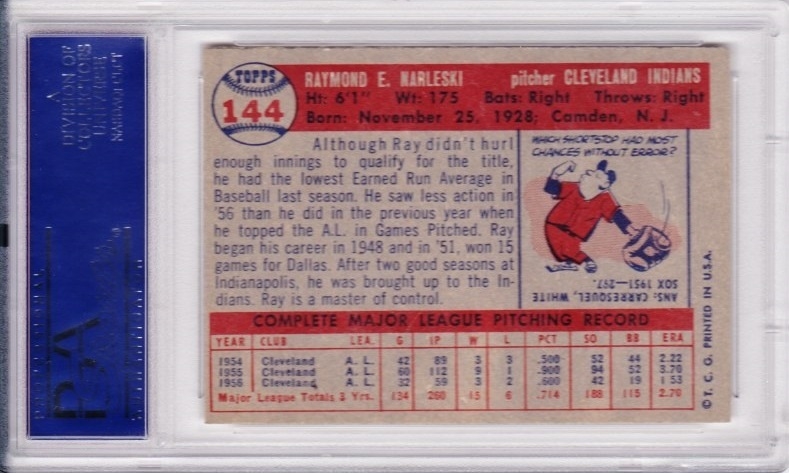 A
DIVISION OF
COLLECTORS
UNIVERSE
NASDAQ: CLCT
PSA
TOPPS
144
RAYMOND E. NARLESKI pitcher CLEVELAND INDIANS
Ht: 6'1" Wt: 175 Bats: Right Throws: Right
Born: November 25, 1928; Camden, N. J.
Although Ray didn't hurl
enough innings to qualify for the title,
he had the lowest Earned Run Average in
Baseball last season. He saw less action in
'56 than he did in the previous year when
he topped the A.L. in Games Pitched. Ray
began his career in 1948 and in '51, won 15
games for Dallas. After two good seasons at
Indianapolis, he was brought up to the In-
dians. Ray is a master of control.
WHICH SHORTSTOP HAD MOST
CHANCES WITHOUT ERROR?
ANS: CARRESQUEL, WHITE
SOX 1951—297.
COMPLETE MAJOR LEAGUE PITCHING RECORD
YEAR CLUB LEA. G IP W L PCT SO BB ERA
1954 Cleveland A. L. 42 89 3 3 .500 52 44 2.22
1955 Cleveland A. L. 60 112 9 1 .900 94 52 3.70
1956 Cleveland A. L. 32 59 3 2 .600 42 19 1 53
Major League Totals 3 Yrs. 134 260 15 6 .714 188 115 2.70
© T. C. G. PRINTED IN U.S.A.